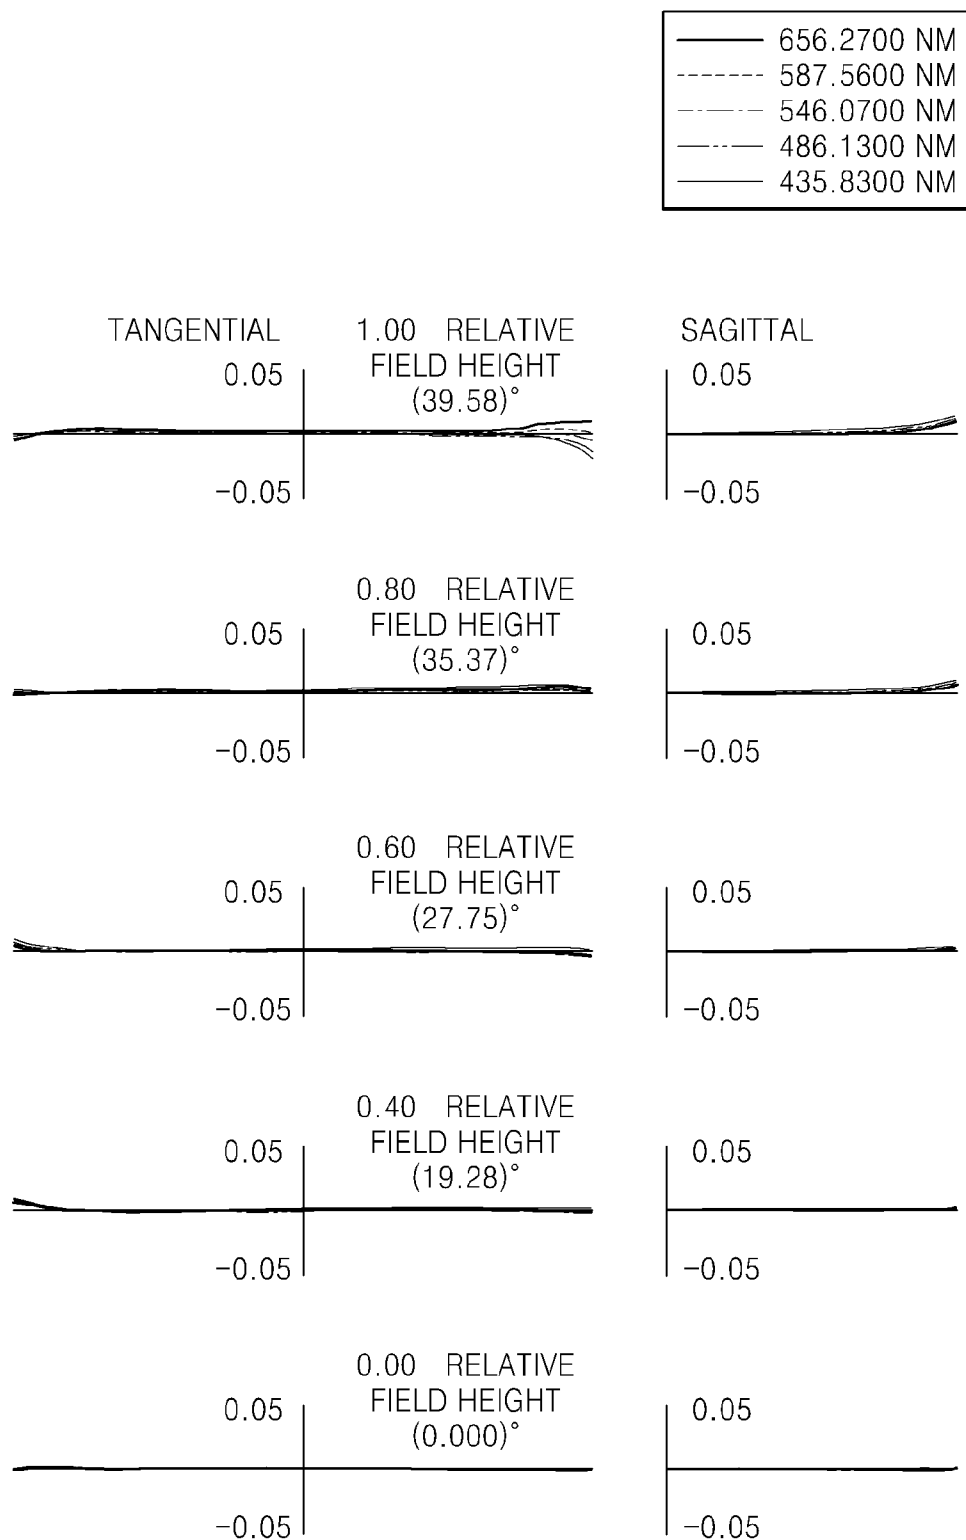 656.2700 NM
587.5600 NM
546.0700 NM
486.1300 NM
435.8300 NM
TANGENTIAL 1.00 RELATIVE SAGITTAL
FIELD HEIGHT
0.05 (39.58)° 0.05
-0.05 -0.05
0.80 RELATIVE
FIELD HEIGHT
0.05 (35.37)° 0.05
-0.05 -0.05
0.60 RELATIVE
FIELD HEIGHT
0.05 (27.75)° 0.05
-0.05 -0.05
0.40 RELATIVE
FIELD HEIGHT
0.05 (19.28)° 0.05
-0.05 -0.05
0.00 RELATIVE
FIELD HEIGHT
0.05 (0.000)° 0.05
-0.05 -0.05